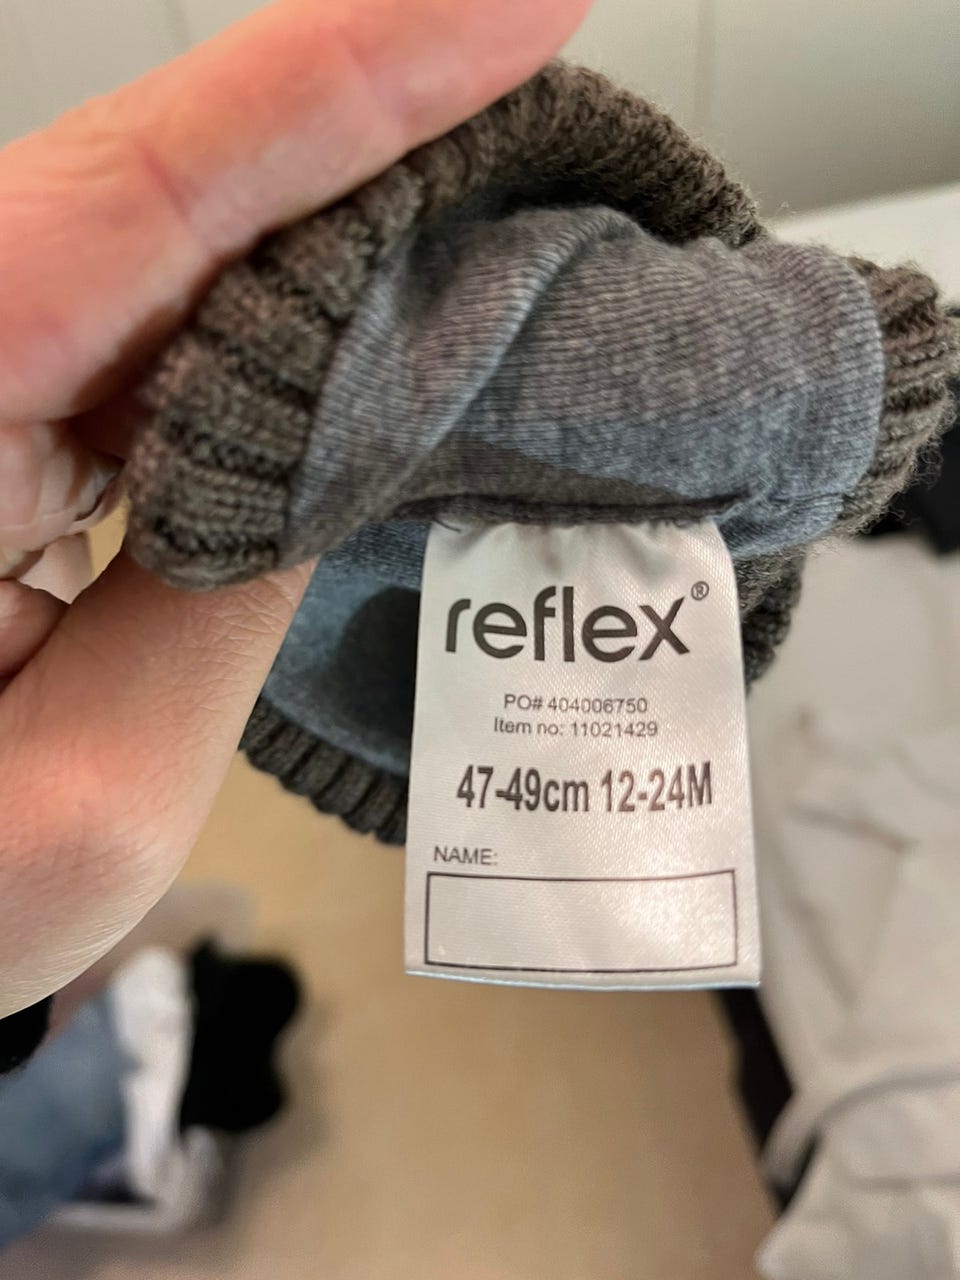 reflex®
PO# 404006750
Item no: 11021429
47-49cm 12-24M
NAME: